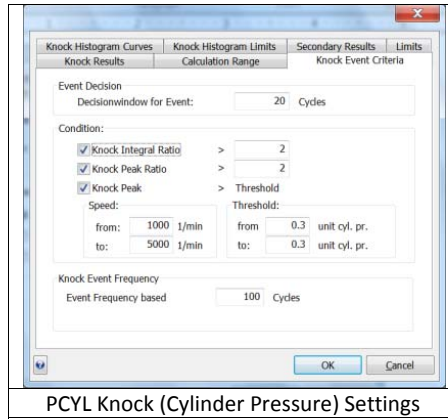 Knock Histogram Curves Knock Histogram Limits Secondary Results Limits
Knock Results Calculation Range Knock Event Criteria
Event Decision
Decisionwindow for Event: 20 Cycles
Condition:
Knock Integral Ratio > 2
Knock Peak Ratio > 2
Knock Peak > Threshold
Speed: Threshold:
from: 1000 1/min from 0.3 unit cyl. pr.
to: 5000 1/min to: 0.3 unit cyl. pr.
Knock Event Frequency
Event Frequency based 100 Cycles
OK Cancel
PCYL Knock (Cylinder Pressure) Settings